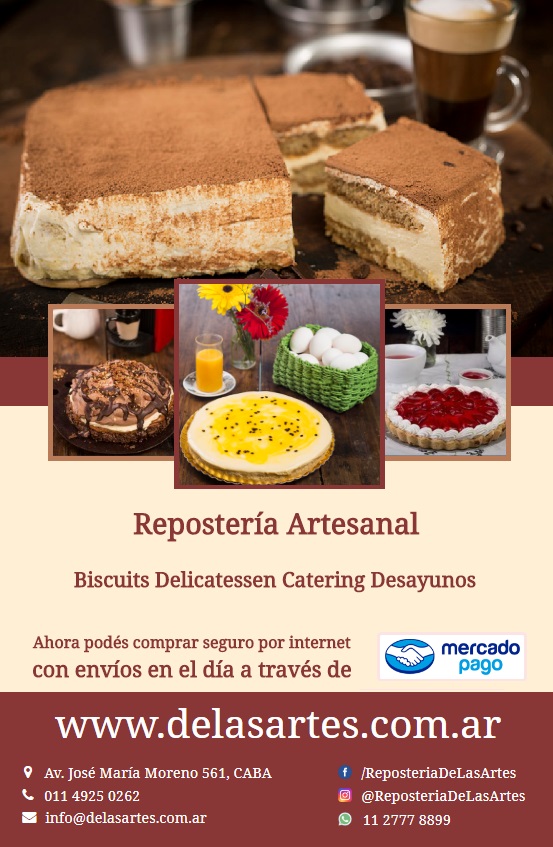 Repostería Artesanal
Biscuits Delicatessen Catering Desayunos
Ahora podés comprar seguro por internet
con envíos en el día a través de
mercado
pago
www.delasartes.com.ar
Av. José María Moreno 561, CABA
011 4925 0262
info@delasartes.com.ar
/ReposteriaDeLasArtes
@ReposteriaDeLasArtes
11 2777 8899